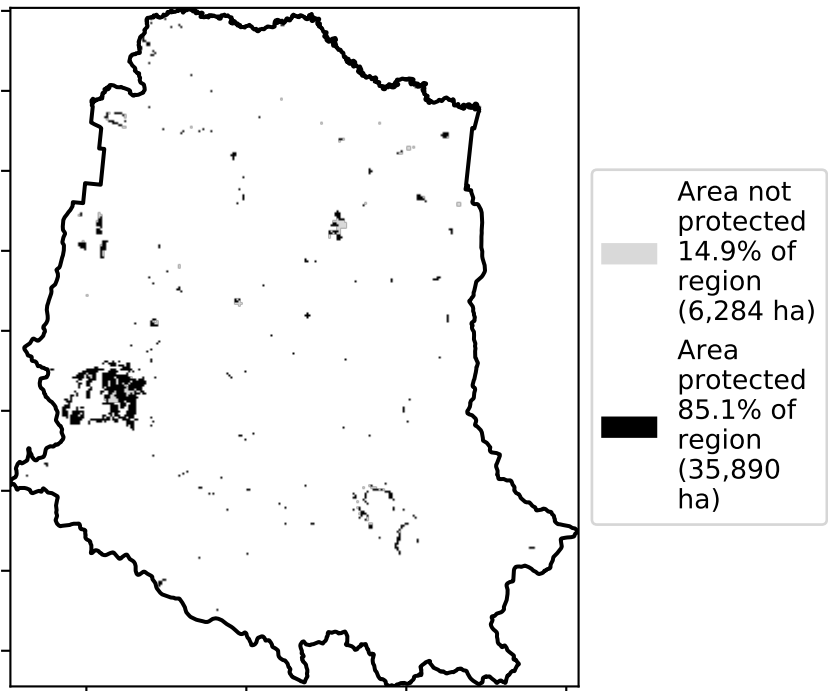 Area not
protected
14.9% of
region
(6,284 ha)
Area
protected
85.1% of
region
(35,890
ha)